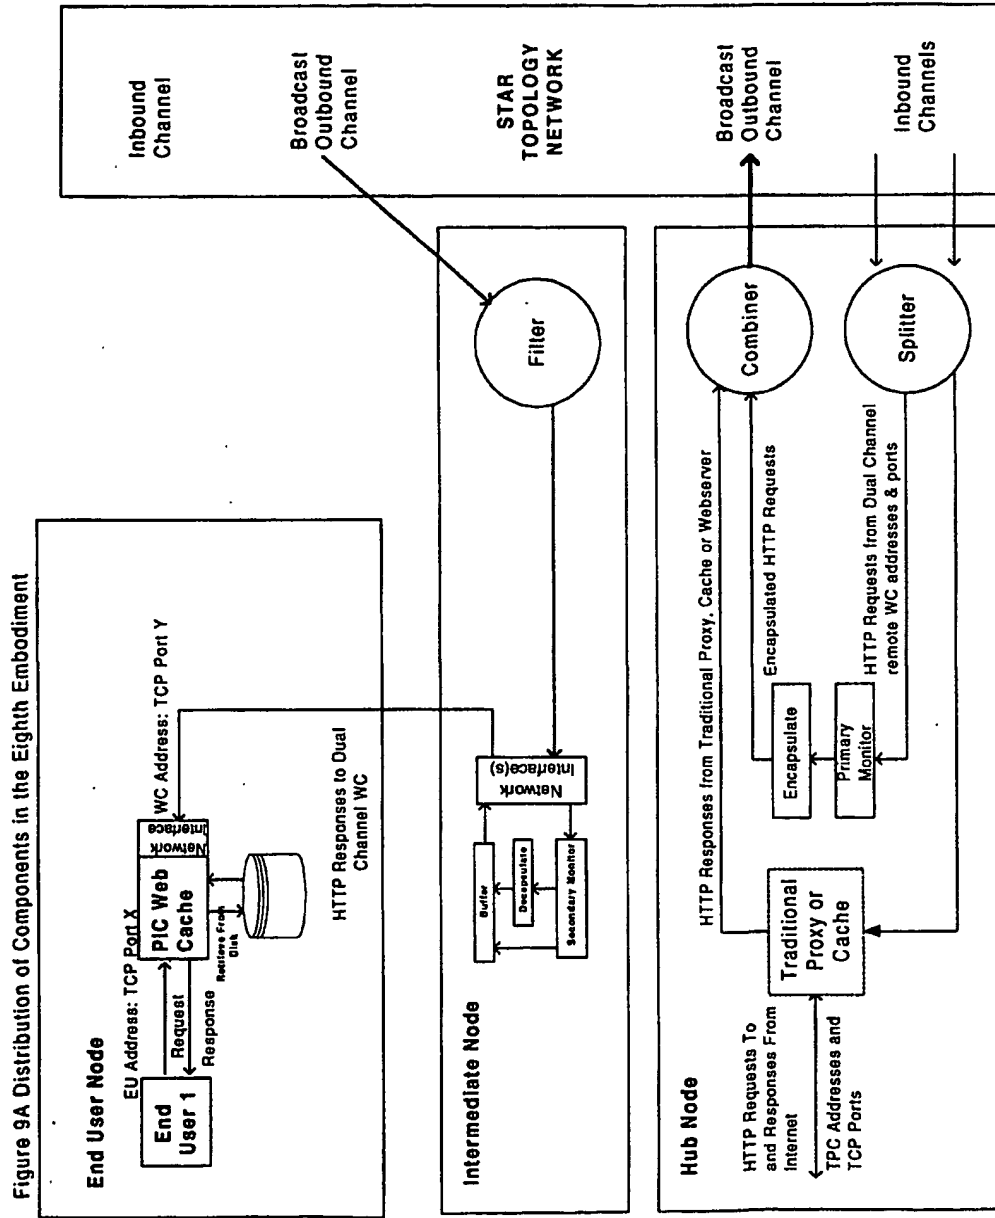 Figure 9A Distribution of Components in the Eighth Embodiment
End User Node
End
User 1
EU Address: TCP Port X
Request
Response
PIC Web
Cache
Network
Interface
WC Address: TCP Port Y
Retrieve From
Disk
HTTP Responses to Dual
Channel WC
Intermediate Node
Buffer
Decapsulate
Secondary Monitor
Network
Interface(s)
Filter
Hub Node
HTTP Requests To
and Responses From
Internet
TPC Addresses and
TCP Ports
Traditional
Proxy or
Cache
HTTP Responses from Traditional Proxy, Cache or Webserver
Encapsulate
Primary
Monitor
Encapsulated HTTP Requests
HTTP Requests from Dual Channel
remote WC addresses & ports
Combiner
Splitter
Inbound
Channel
Broadcast
Outbound
Channel
STAR
TOPOLOGY
NETWORK
Broadcast
Outbound
Channel
Inbound
Channels